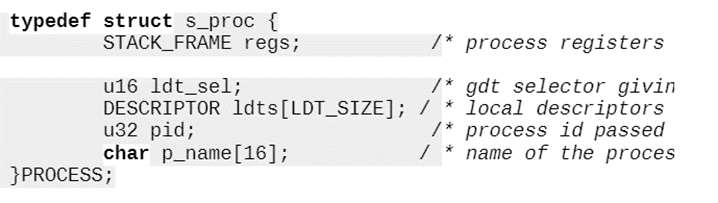 typedef struct s_proc {
STACK_FRAME regs; /* process registers
u16 ldt_sel; /* gdt selector givin
DESCRIPTOR ldts[LDT_SIZE]; / * local descriptors
u32 pid; /* process id passed
char p_name[16]; / * name of the proces
}PROCESS;